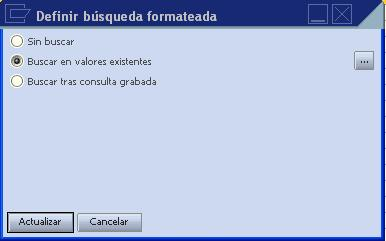 Definir búsqueda formateada
Sin buscar
Buscar en valores existentes
...
Buscar tras consulta grabada
Actualizar
Cancelar